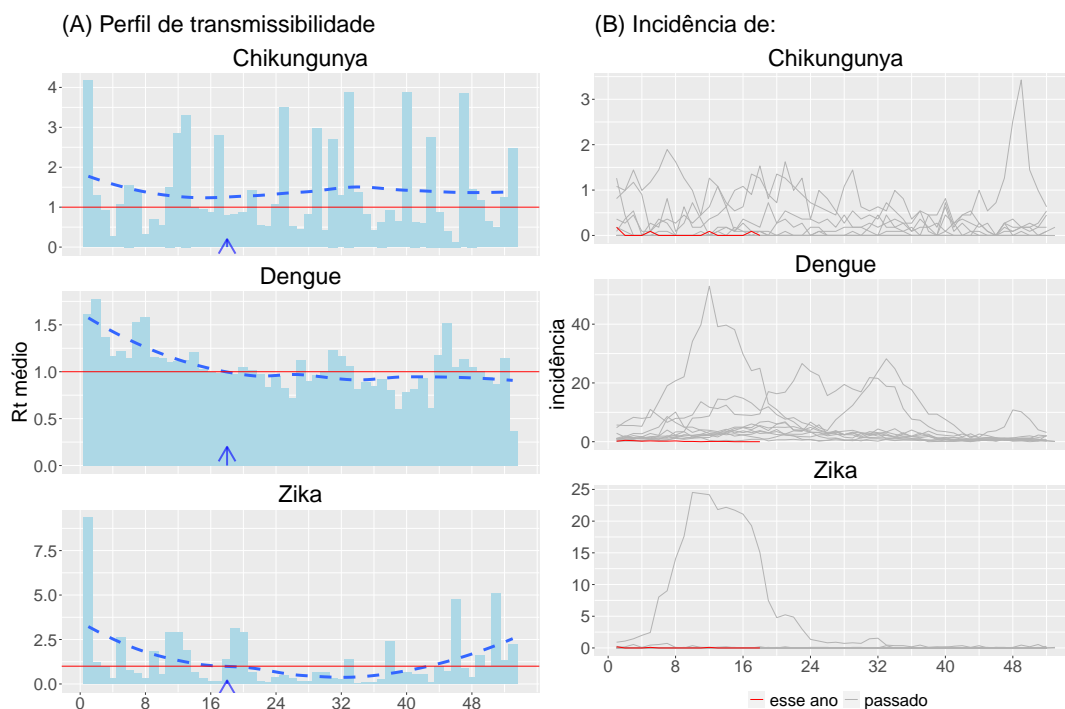 (A) Perfil de transmissibilidade
Chikungunya
4
3
2
1
0
Dengue
1.5
1.0
0.5
0.0
Rt médio
Zika
7.5
5.0
2.5
0.0
0 8 16 24 32 40 48
(B) Incidência de:
Chikungunya
3
2
1
0
Dengue
40
20
0
incidência
Zika
25
20
15
10
5
0
0 8 16 24 32 48
esse ano passado